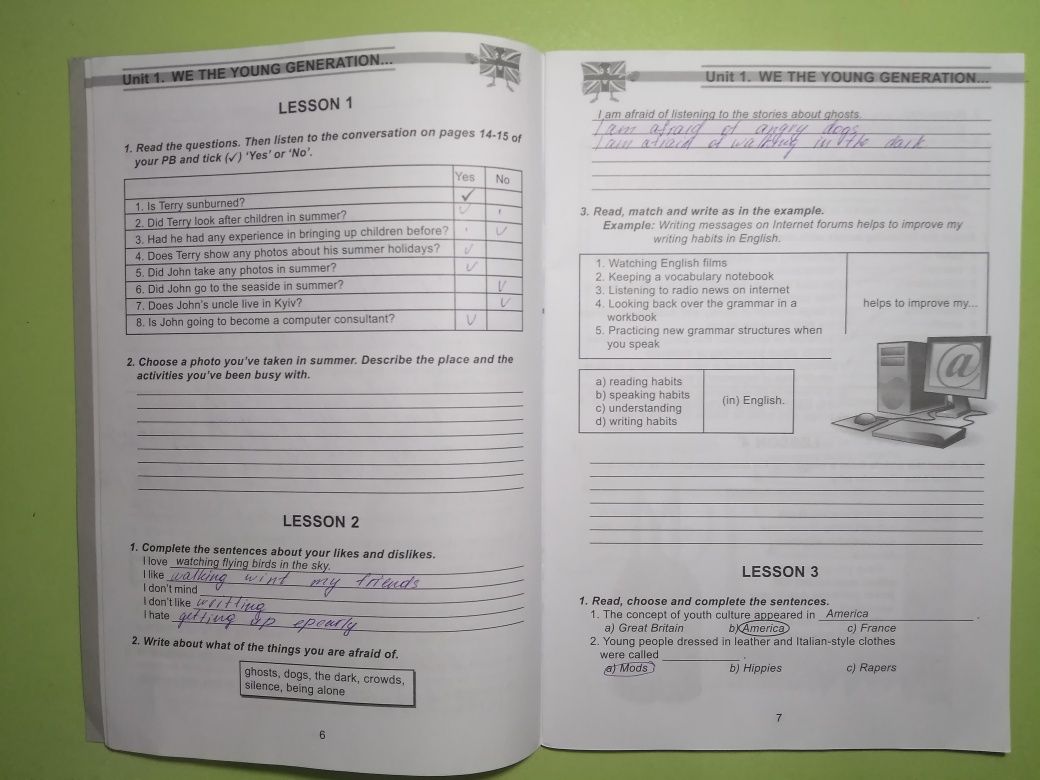 Unit 1. WE THE YOUNG GENERATION...
LESSON 1
1. Read the questions. Then listen to the conversation on pages 14-15 of
your PB and tick (✓) 'Yes' or 'No'.
Yes No
1. Is Terry sunburned? ✓
2. Did Terry look after children in summer? ✓
3. Had he had any experience in bringing up children before? ✓
4. Does Terry show any photos about his summer holidays? ✓
5. Did John take any photos in summer? ✓
6. Did John go to the seaside in summer? ✓
7. Does John's uncle live in Kyiv? ✓
8. Is John going to become a computer consultant? ✓
2. Choose a photo you've taken in summer. Describe the place and the
activities you've been busy with.
LESSON 2
1. Complete the sentences about your likes and dislikes.
I love watching flying birds in the sky.
I like walking wint my friends
I don't mind
I don't like writting
I hate getting up
2. Write about what of the things you are afraid of.
ghosts, dogs, the dark, crowds,
silence, being alone
6
Unit 1. WE THE YOUNG GENERATION...
I am afraid of listening to the stories about ghosts.
I am afraid of angry dogs
I am afraid of walking in the dark
3. Read, match and write as in the example.
Example: Writing messages on Internet forums helps to improve my
writing habits in English.
1. Watching English films
2. Keeping a vocabulary notebook
3. Listening to radio news on internet
4. Looking back over the grammar in a
workbook
5. Practicing new grammar structures when
you speak
helps to improve my...
a) reading habits
b) speaking habits
c) understanding
d) writing habits
(in) English.
@
LESSON 3
1. Read, choose and complete the sentences.
1. The concept of youth culture appeared in America.
a) Great Britain b) America c) France
2. Young people dressed in leather and Italian-style clothes
were called ____________.
a) Mods b) Hippies c) Rapers
7